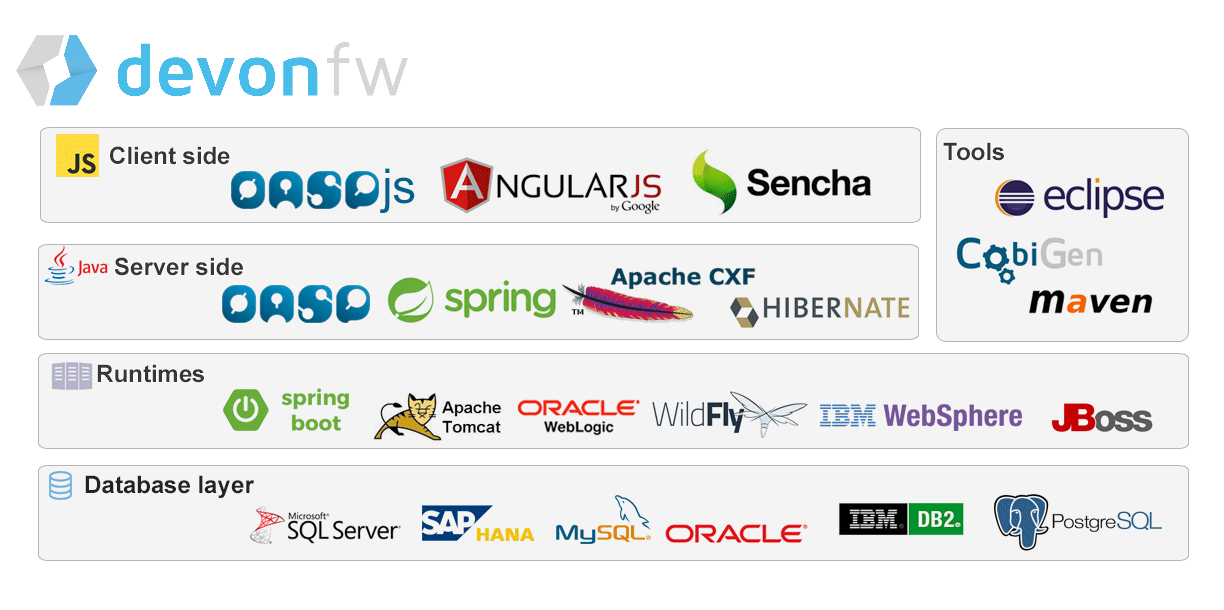 devonfw
JS Client side
OASPjs
ANGULARJS
by Google
Sencha
Tools
eclipse
CobiGen
maven
Java Server side
OASP
spring
Apache CXF
TM
HIBERNATE
Runtimes
spring
boot
Apache
Tomcat
ORACLE®
WebLogic
WildFly
IBM WebSphere
JBoss
Database layer
Microsoft®
SQL Server®
SAP HANA
MySQL®
ORACLE®
IBM® DB2®
PostgreSQL